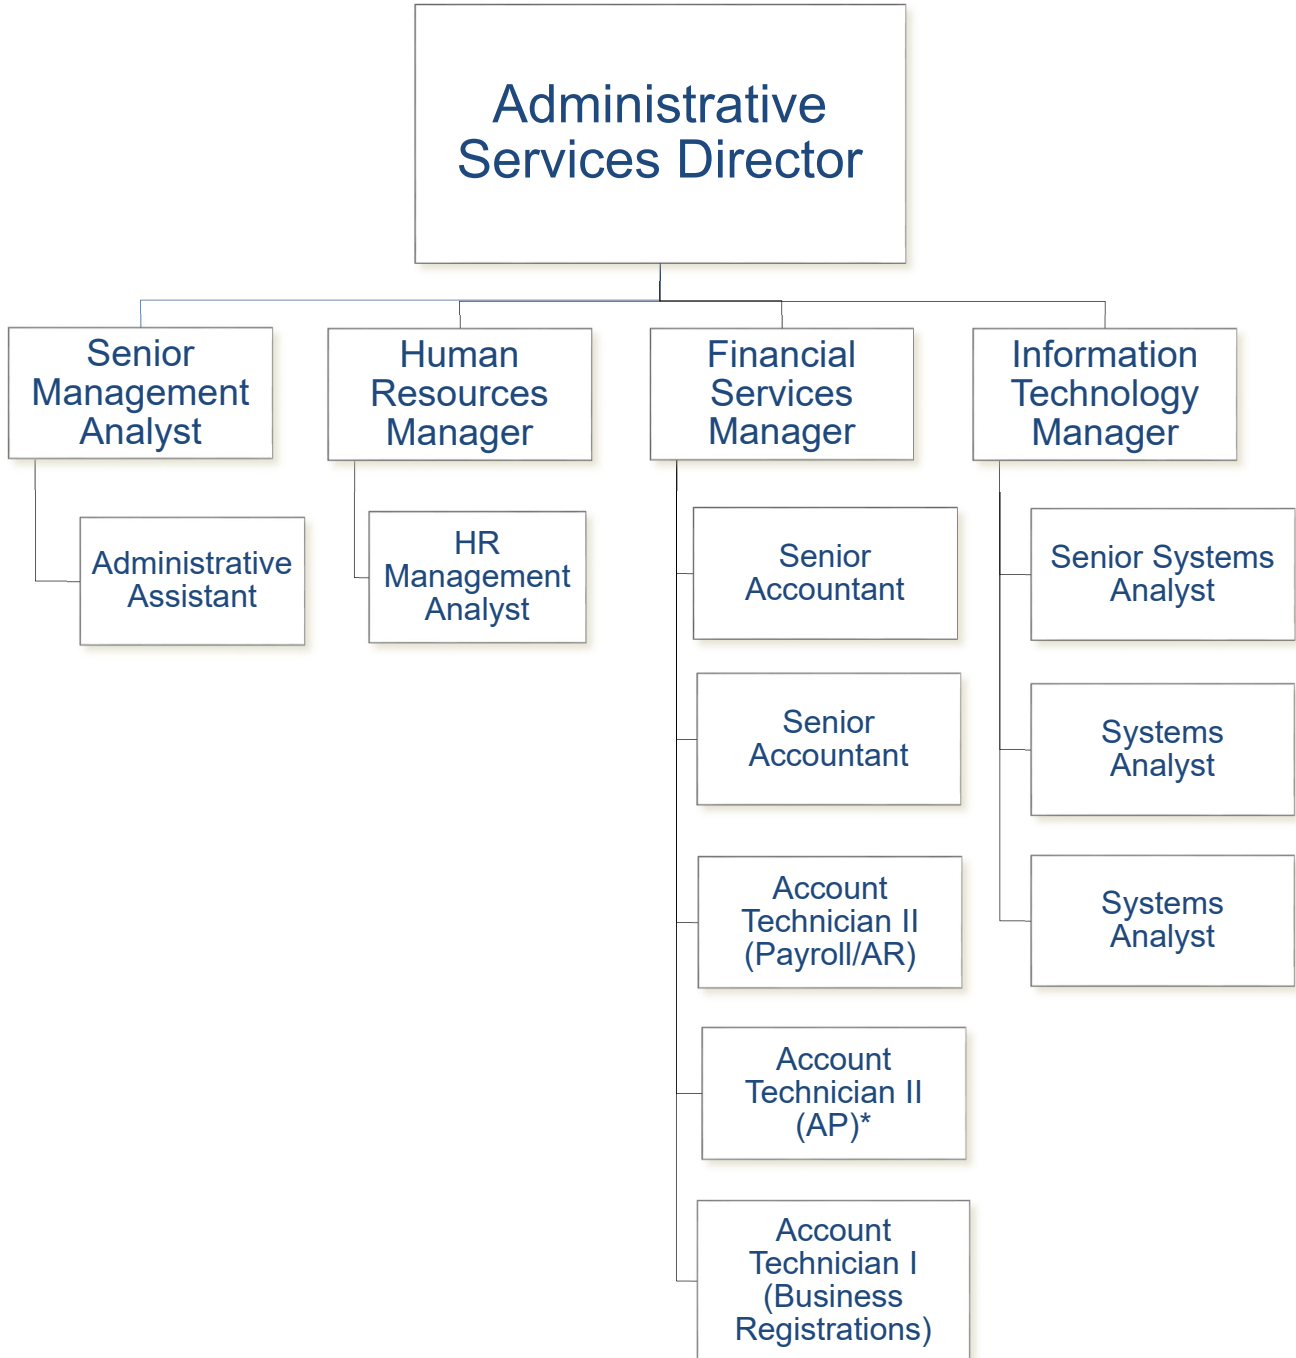 Administrative
Services Director
Senior
Management
Analyst
Human
Resources
Manager
Financial
Services
Manager
Information
Technology
Manager
Administrative
Assistant
HR
Management
Analyst
Senior
Accountant
Senior
Accountant
Account
Technician II
(Payroll/AR)
Account
Technician II
(AP)*
Account
Technician I
(Business
Registrations)
Senior Systems
Analyst
Systems
Analyst
Systems
Analyst